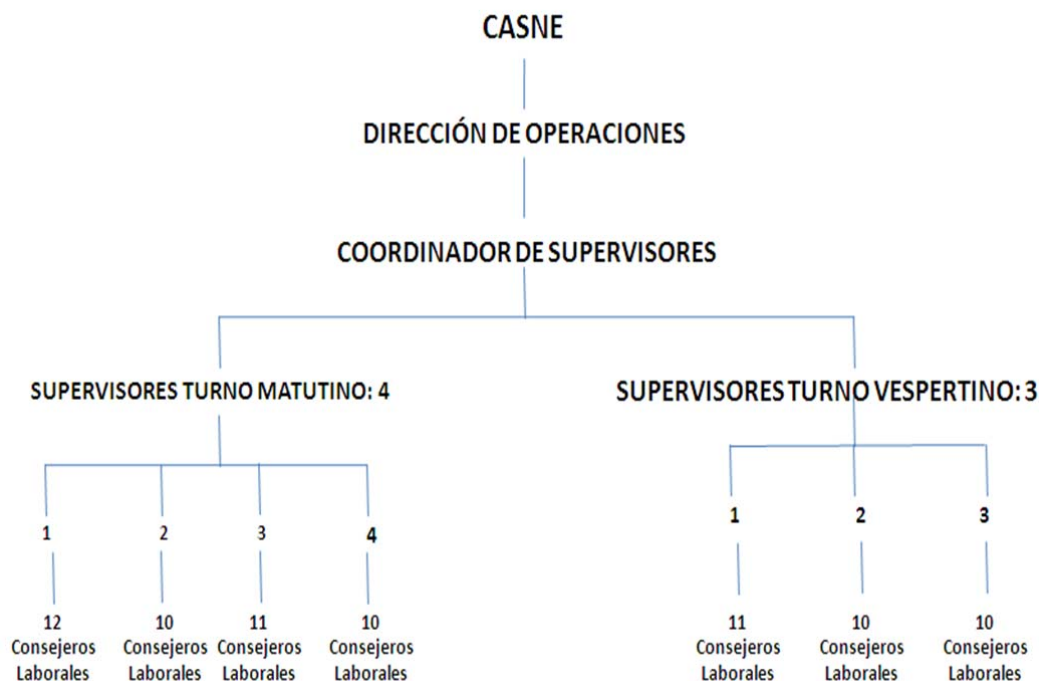 CASNE
DIRECCIÓN DE OPERACIONES
COORDINADOR DE SUPERVISORES
SUPERVISORES TURNO MATUTINO: 4
SUPERVISORES TURNO VESPERTINO: 3
1 2 3 4
1 2 3
12 10 11 10
Consejeros Consejeros Consejeros Consejeros
Laborales Laborales Laborales Laborales
11 10 10
Consejeros Consejeros Consejeros
Laborales Laborales Laborales